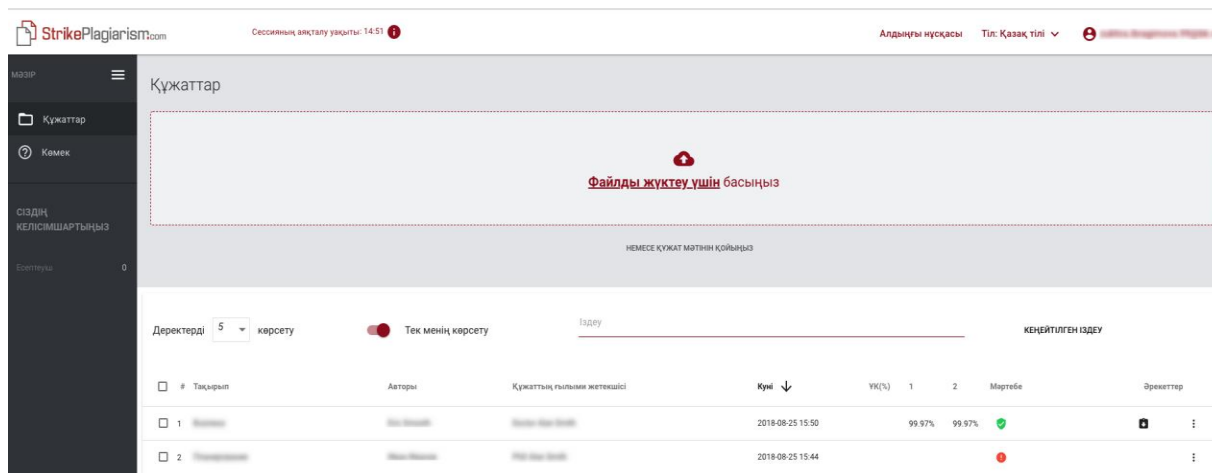 StrikePlagiarism.com
Сессияның аяқталу уақыты: 14:51
Алдыңғы нұсқасы
Тіл: Қазақ тілі
МӘЗІР
Құжаттар
Құжаттар
Көмек
Файлды жүктеу үшін басыңыз
СІЗДІҢ
КЕЛІСІМШАРТЫҢЫЗ
НЕМЕСЕ ҚҰЖАТ МӘТІНІН ҚОЙЫҢЫЗ
Есептеуіш 0
Деректерді 5 көрсету
Тек менің көрсету
Іздеу
КЕҢЕЙТІЛГЕН ІЗДЕУ
# Тақырып Авторы Құжаттың ғылыми жетекшісі Күні ҮК(%) 1 2 Мәртебе Әрекеттер
1 2018-08-25 15:50 99.97% 99.97%
2 2018-08-25 15:44